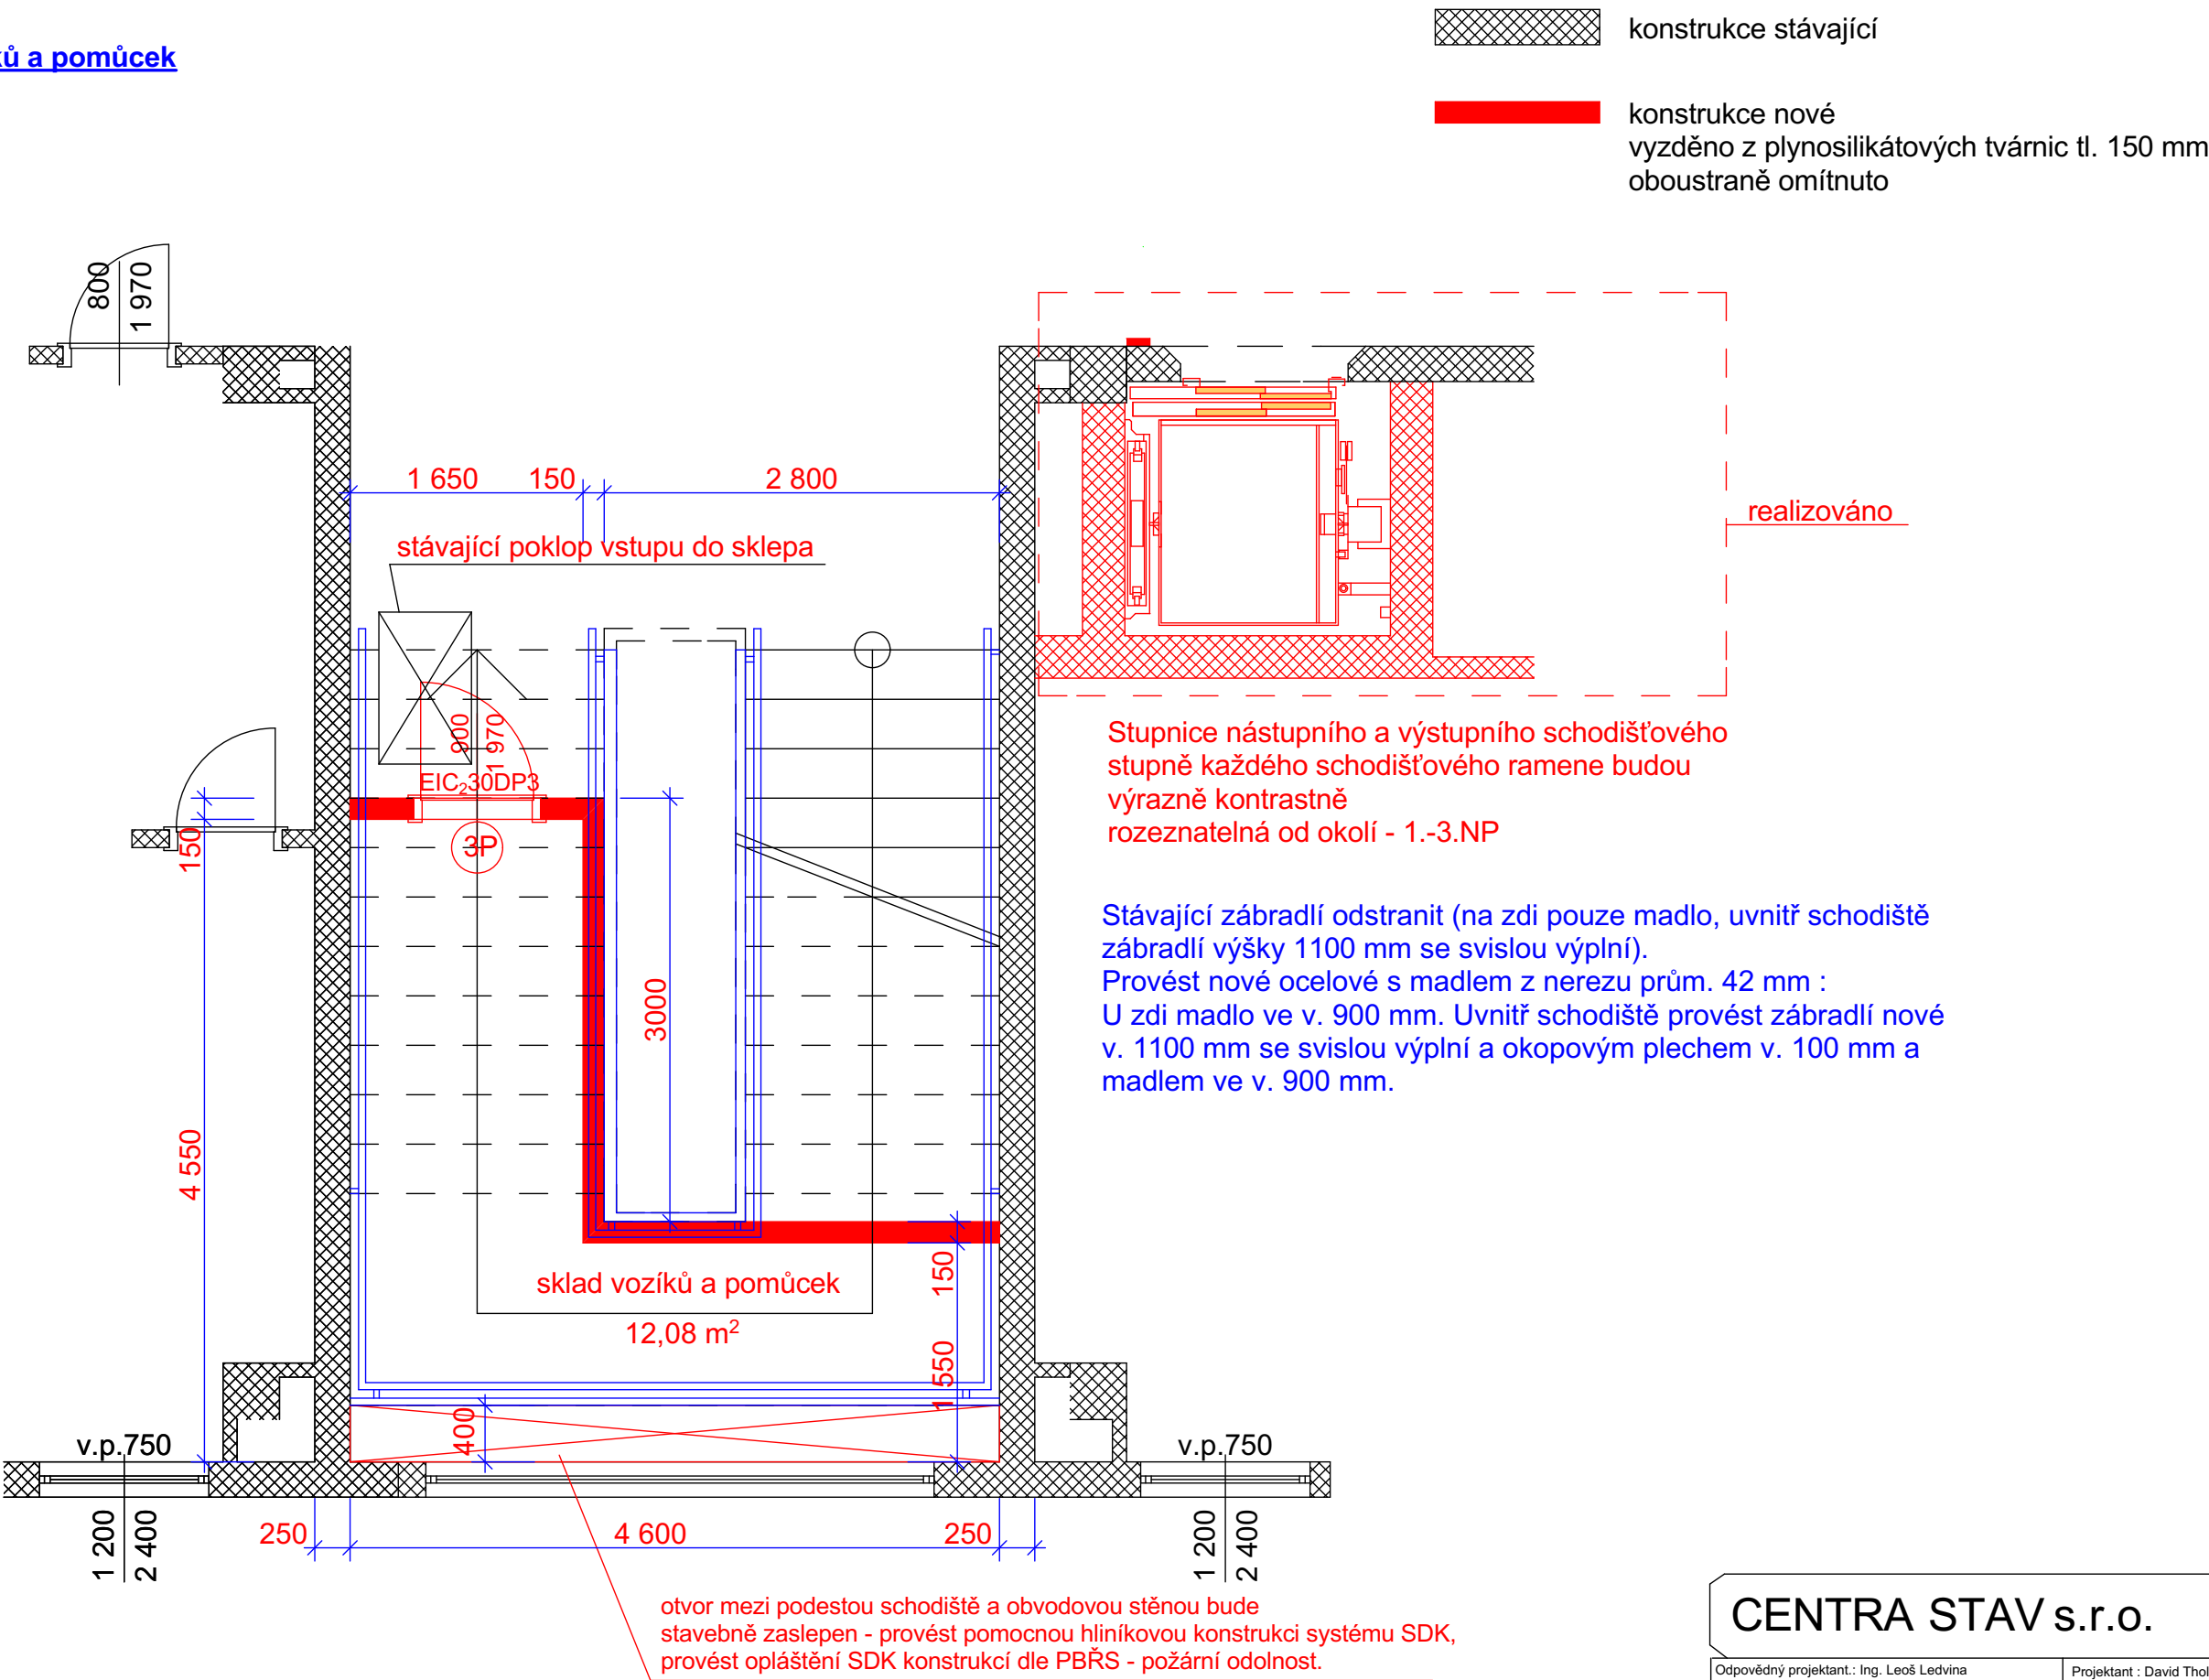 ků a pomůcek
konstrukce stávající
konstrukce nové
vyzděno z plynosilikátových tvárnic tl. 150 mm
oboustraně omítnuto
800
1 970
1 650
150
2 800
stávající poklop vstupu do sklepa
realizováno
900
1 970
EIC₂30DP3
3P
150
4 550
3000
Stupnice nástupního a výstupního schodišťového
stupně každého schodišťového ramene budou
výrazně kontrastně
rozeznatelná od okolí - 1.-3.NP
Stávající zábradlí odstranit (na zdi pouze madlo, uvnitř schodiště
zábradlí výšky 1100 mm se svislou výplní).
Provést nové ocelové s madlem z nerezu prům. 42 mm :
U zdi madlo ve v. 900 mm. Uvnitř schodiště provést zábradlí nové
v. 1100 mm se svislou výplní a okopovým plechem v. 100 mm a
madlem ve v. 900 mm.
sklad vozíků a pomůcek
12,08 m²
150
1 550
400
v.p.750
v.p.750
1 200
2 400
250
4 600
250
1 200
2 400
otvor mezi podestou schodiště a obvodovou stěnou bude
stavebně zaslepen - provést pomocnou hliníkovou konstrukci systému SDK,
provést opláštění SDK konstrukcí dle PBŘS - požární odolnost.
CENTRA STAV s.r.o.
Odpovědný projektant.: Ing. Leoš Ledvina
Projektant : David Thol